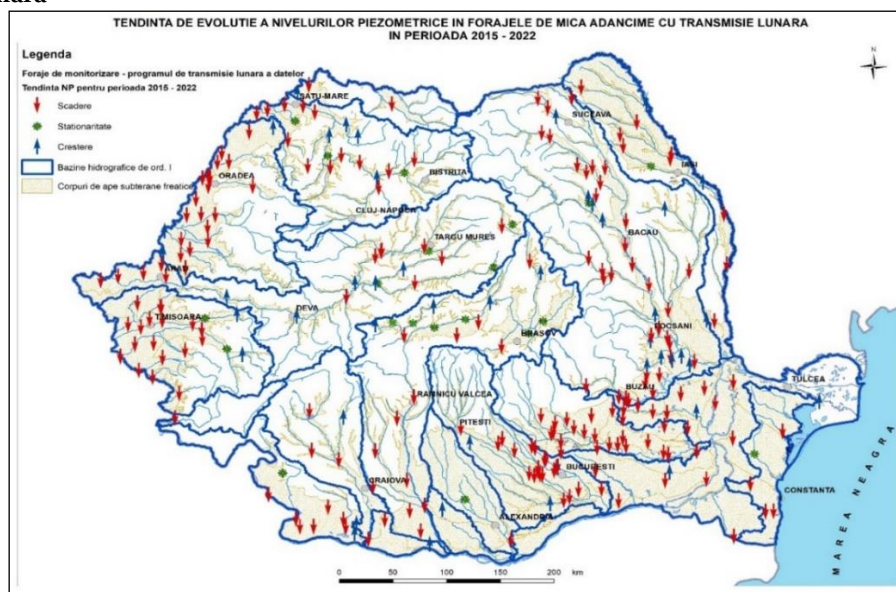 TENDINTA DE EVOLUTIE A NIVELURILOR PIEZOMETRICE IN FORAJELE DE MICA ADANCIME CU TRANSMISIE LUNARA
IN PERIOADA 2015 - 2022
Legenda
Foraje de monitorizare - programul de transmisie lunara a datelor
Tendinta NP pentru perioada 2015 - 2022
Scadere
Stationaritate
Crestere
Bazine hidrografice de ord. I
Corpuri de ape subterane freatice
N
SATU-MARE
SUCEAVA
IASI
ORADEA
BISTRITA
CLUJ-NAPOCA
TARGU MURES
BACAU
ARAD
TIMISOARA
DEVA
FOCSANI
BRASOV
TULCEA
RAMNICU VALCEA
BUZAU
PITESTI
BUCURESTI
CRAIOVA
CONSTANTA
ALEXANDRIA
MAREA NEAGRA
0 50 100 150 200 km